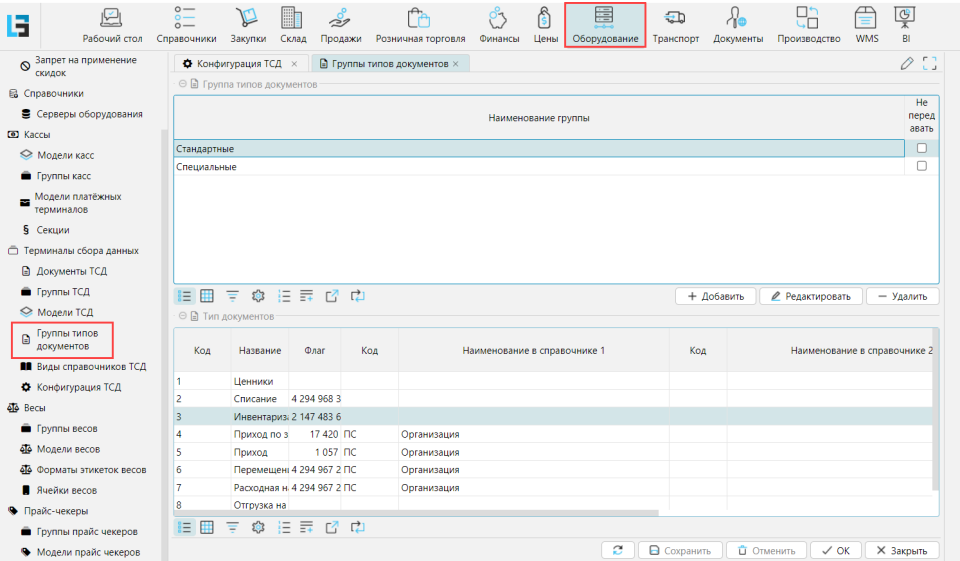 Рабочий стол Справочники Закупки Склад Продажи Розничная торговля Финансы Цены Оборудование Транспорт Документы Производство WMS BI
Запрет на применение
скидок
Справочники
Серверы оборудования
Кассы
Модели касс
Группы касс
Модели платёжных
терминалов
§ Секции
Терминалы сбора данных
Документы ТСД
Группы ТСД
Модели ТСД
Группы типов
документов
Виды справочников ТСД
Конфигурация ТСД
Весы
Группы весов
Модели весов
Форматы этикеток весов
Ячейки весов
Прайс-чекеры
Группы прайс чекеров
Модели прайс чекеров
Конфигурация ТСД × Группы типов документов ×
Группа типов документов
Наименование группы Не
перед
авать
Стандартные
Специальные
+ Добавить Редактировать − Удалить
Тип документов
Код Название Флаг Код Наименование в справочнике 1 Код Наименование в справочнике 2
1 Ценники
2 Списание 4 294 968 3
3 Инвентариза 2 147 483 6
4 Приход по з 17 420 ПС Организация
5 Приход 1 057 ПС Организация
6 Перемещени 4 294 967 2 ПС Организация
7 Расходная н 4 294 967 2 ПС Организация
8 Отгрузка на
Сохранить Отменить OK Закрыть